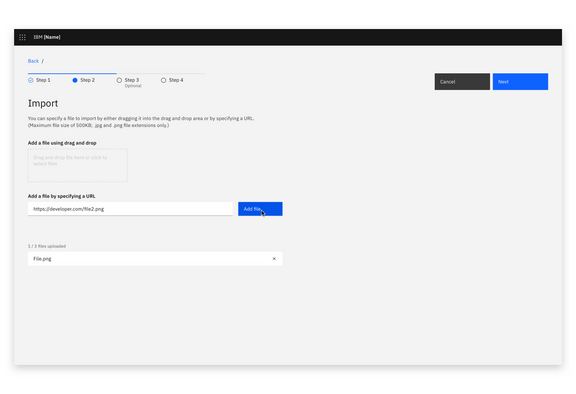 IBM [Name]
Back /
Step 1
Step 2
Step 3
Optional
Step 4
Cancel
Next
Import
You can specify a file to import by either dragging it into the drag and drop area or by specifying a URL.
(Maximum file size of 500KB; .jpg and .png file extensions only.)
Add a file using drag and drop
Drag and drop file here or click to
select files
Add a file by specifying a URL
https://developer.com/file2.png
Add file
1 / 3 files uploaded
File.png